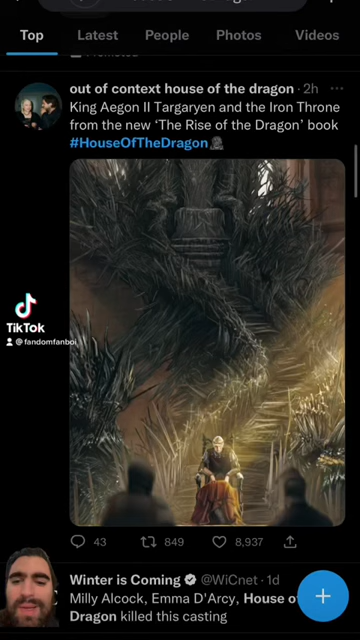 Top Latest People Photos Videos
out of context house of the dragon · 2h
King Aegon II Targaryen and the Iron Throne
from the new ‘The Rise of the Dragon’ book
#HouseOfTheDragon
TikTok
@fandomfanboi
43 849 8,937
Winter is Coming @WiCnet · 1d
Milly Alcock, Emma D'Arcy, House o
Dragon killed this casting